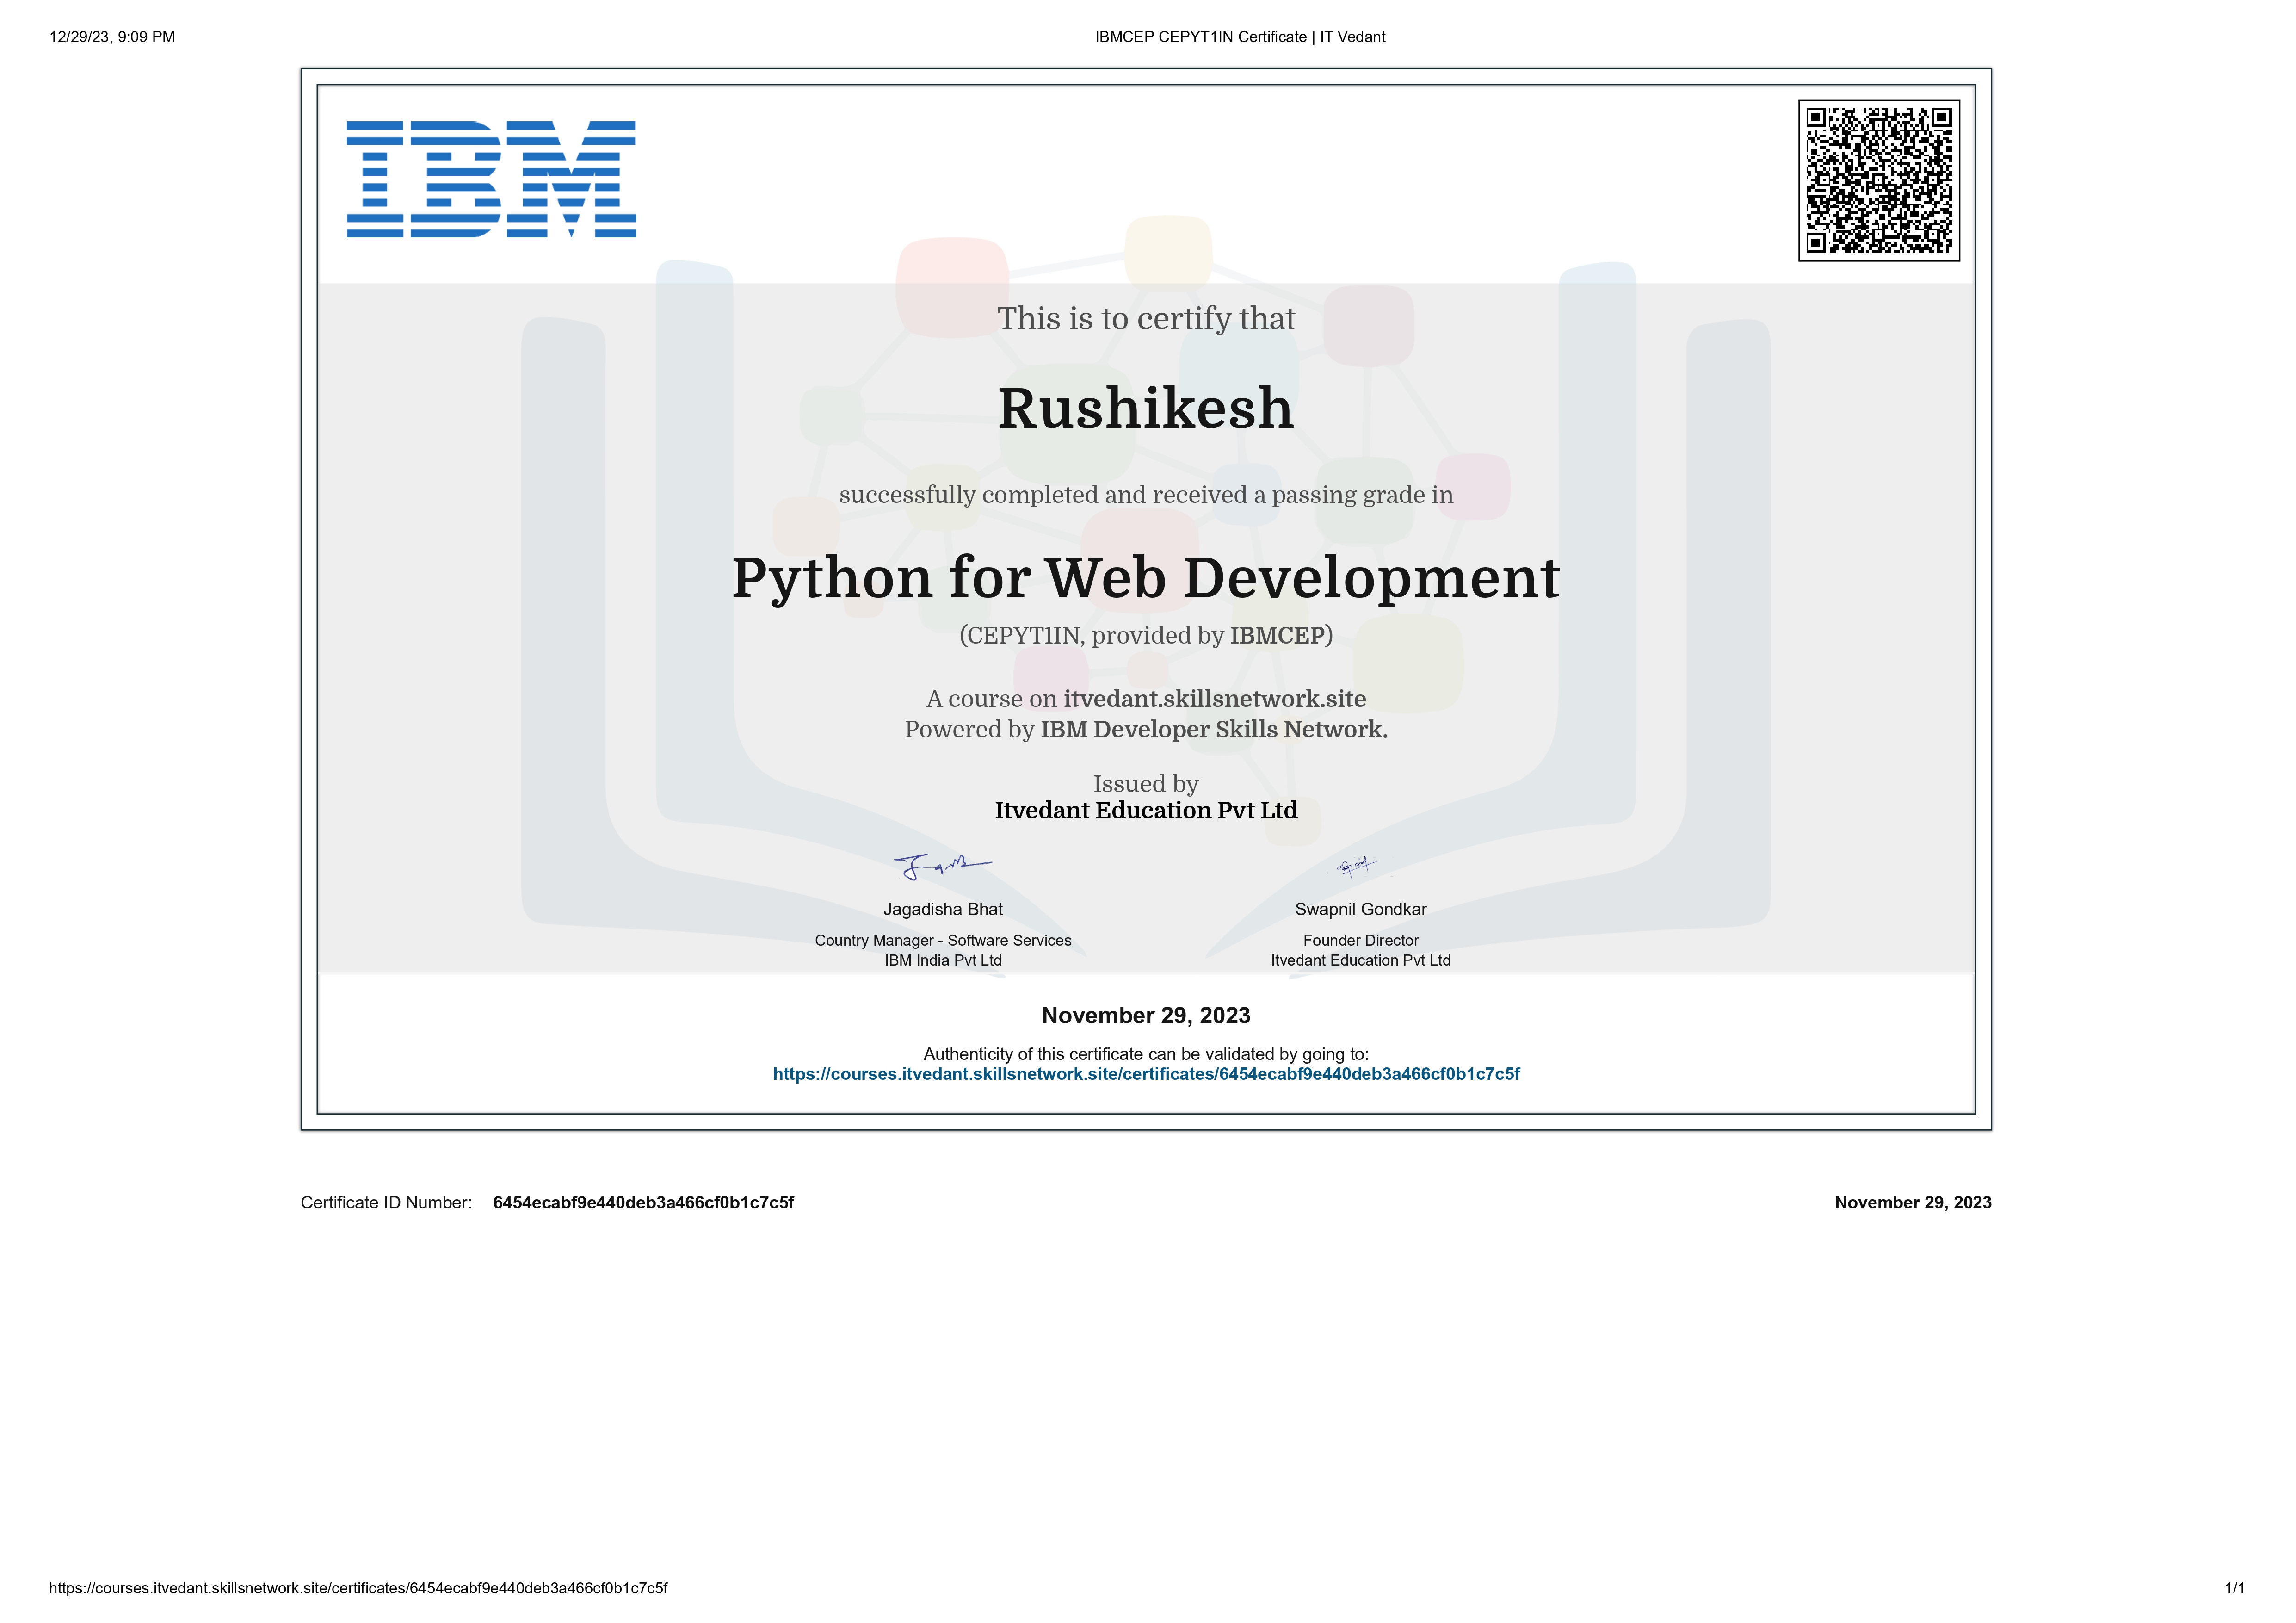 12/29/23, 9:09 PM
IBMCEP CEPYT1IN Certificate | IT Vedant
IBM
This is to certify that
Rushikesh
successfully completed and received a passing grade in
Python for Web Development
(CEPYT1IN, provided by IBMCEP)
A course on itvedant.skillsnetwork.site
Powered by IBM Developer Skills Network.
Issued by
Itvedant Education Pvt Ltd
Jagadisha Bhat
Country Manager - Software Services
IBM India Pvt Ltd
Swapnil Gondkar
Founder Director
Itvedant Education Pvt Ltd
November 29, 2023
Authenticity of this certificate can be validated by going to:
https://courses.itvedant.skillsnetwork.site/certificates/6454ecabf9e440deb3a466cf0b1c7c5f
Certificate ID Number: 6454ecabf9e440deb3a466cf0b1c7c5f
November 29, 2023
https://courses.itvedant.skillsnetwork.site/certificates/6454ecabf9e440deb3a466cf0b1c7c5f
1/1